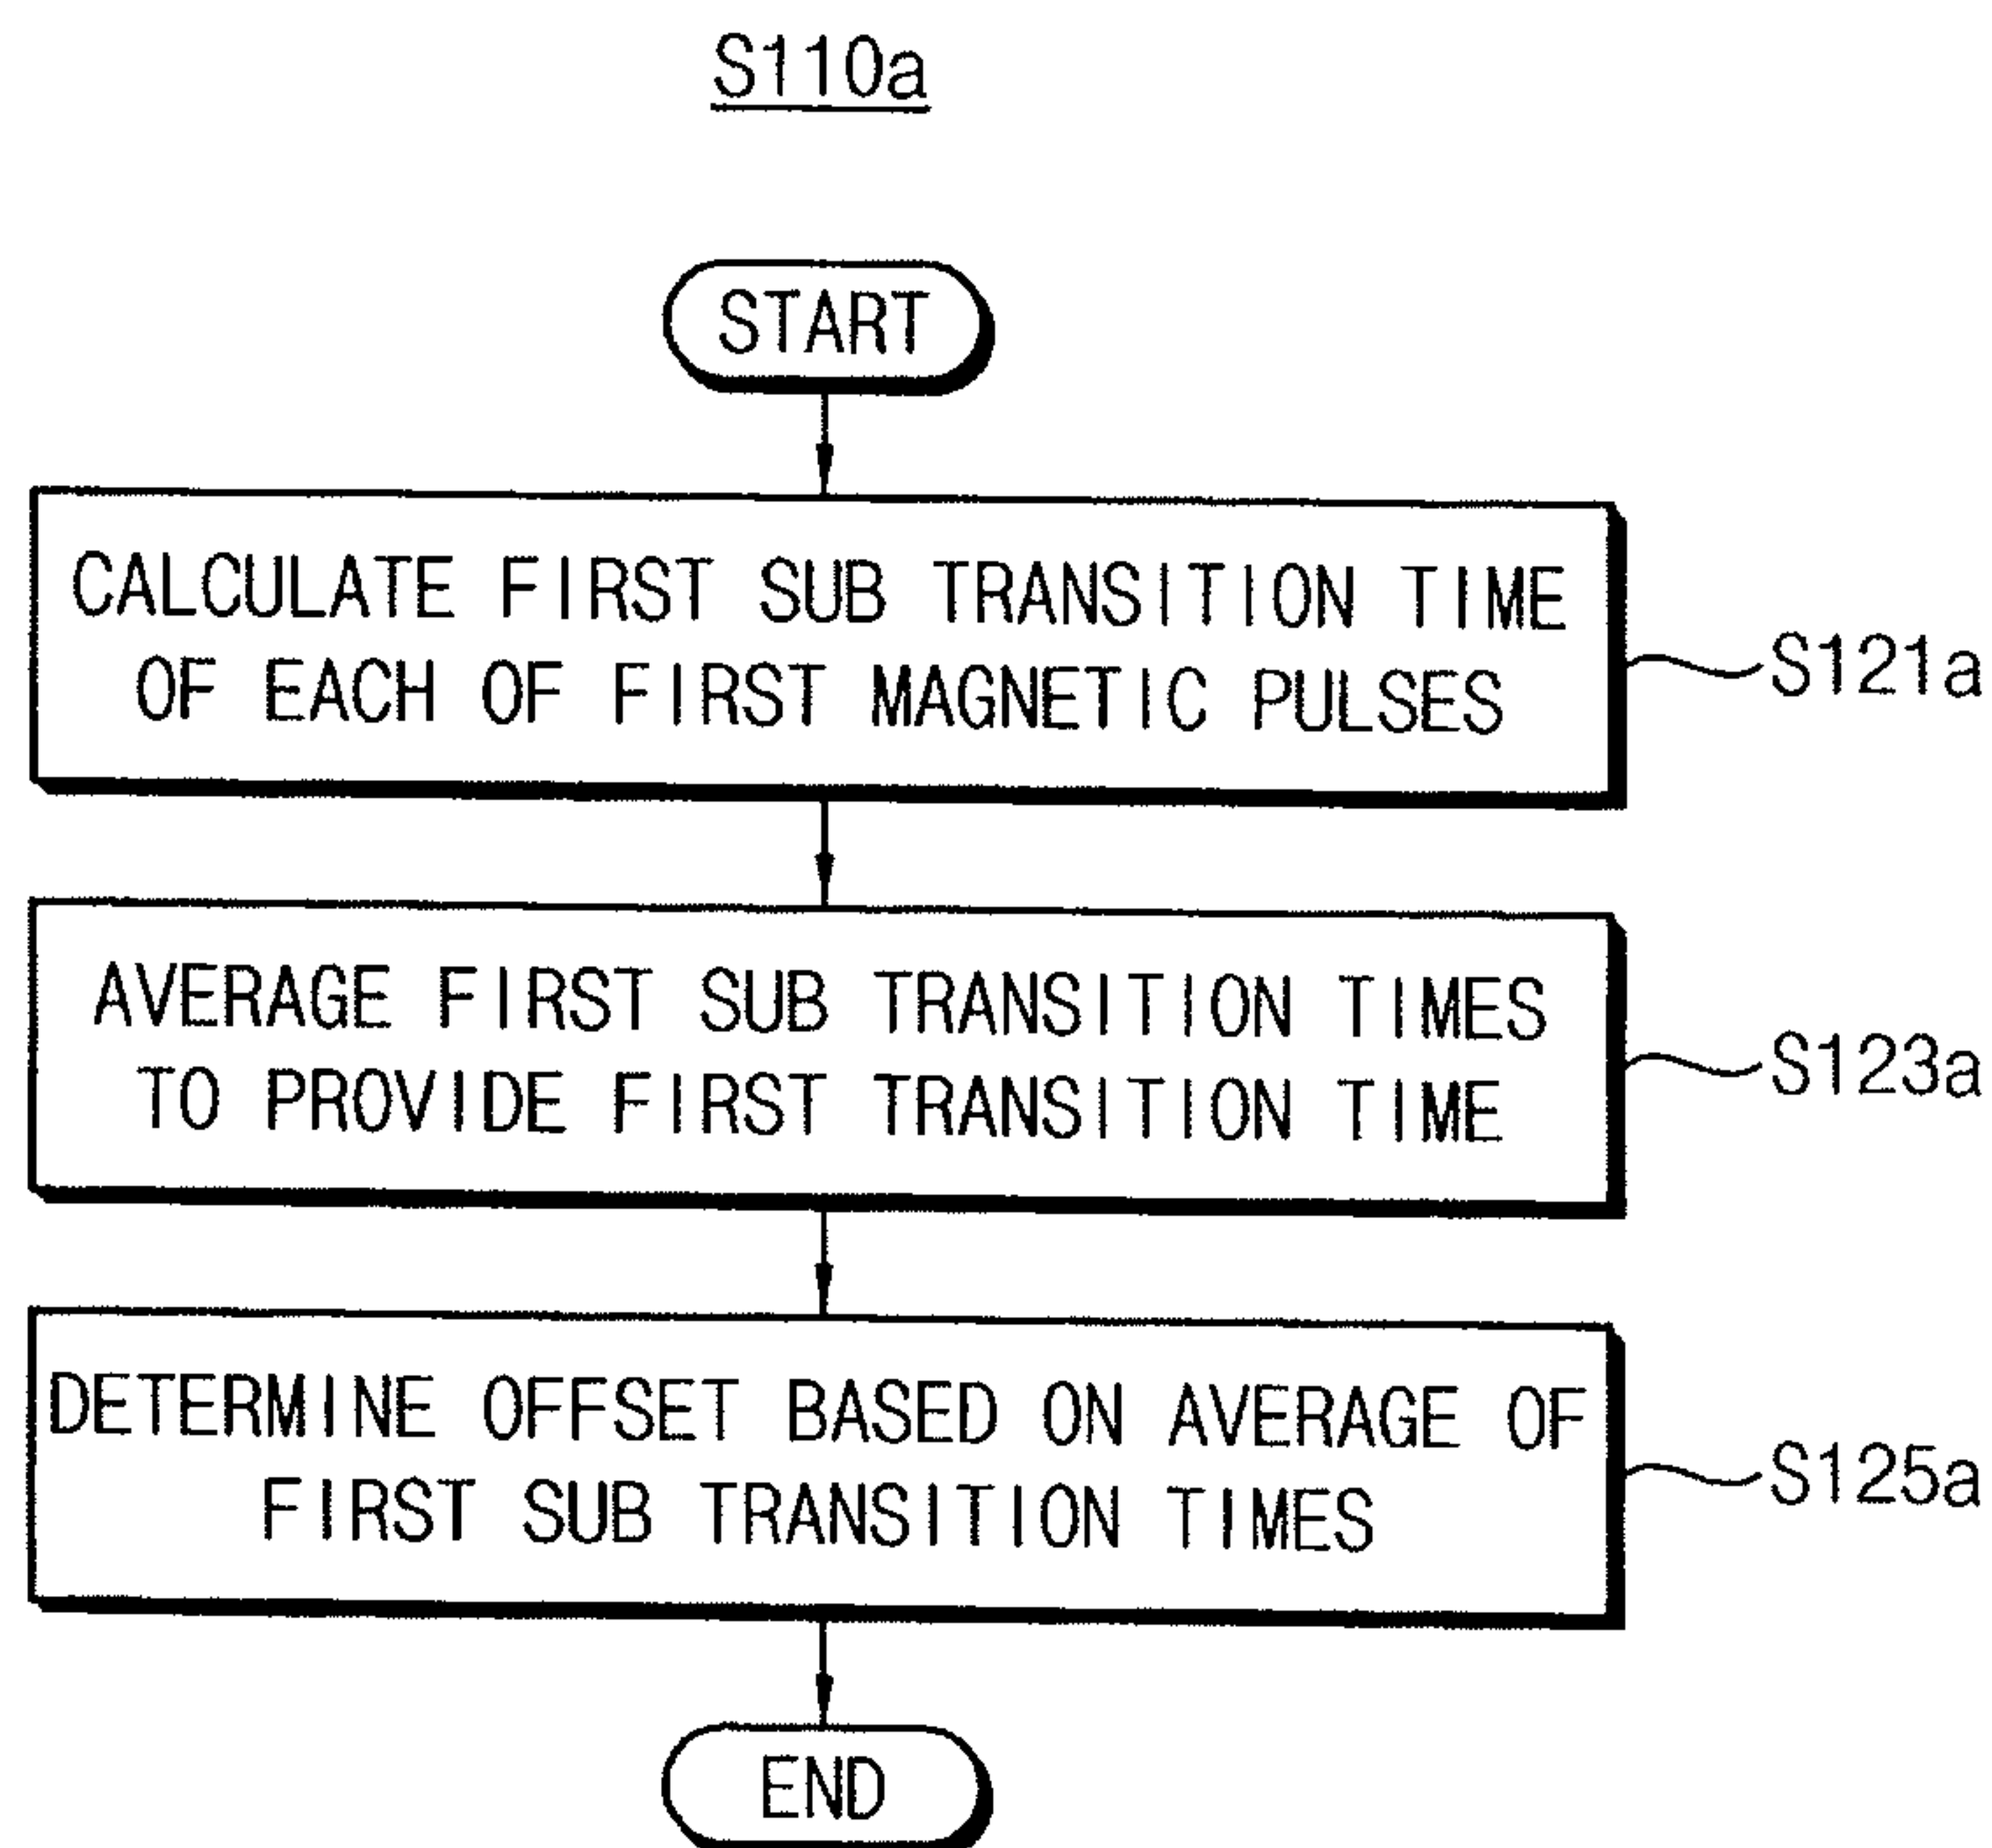 S110a
START
CALCULATE FIRST SUB TRANSITION TIME
OF EACH OF FIRST MAGNETIC PULSES
S121a
AVERAGE FIRST SUB TRANSITION TIMES
TO PROVIDE FIRST TRANSITION TIME
S123a
DETERMINE OFFSET BASED ON AVERAGE OF
FIRST SUB TRANSITION TIMES
S125a
END